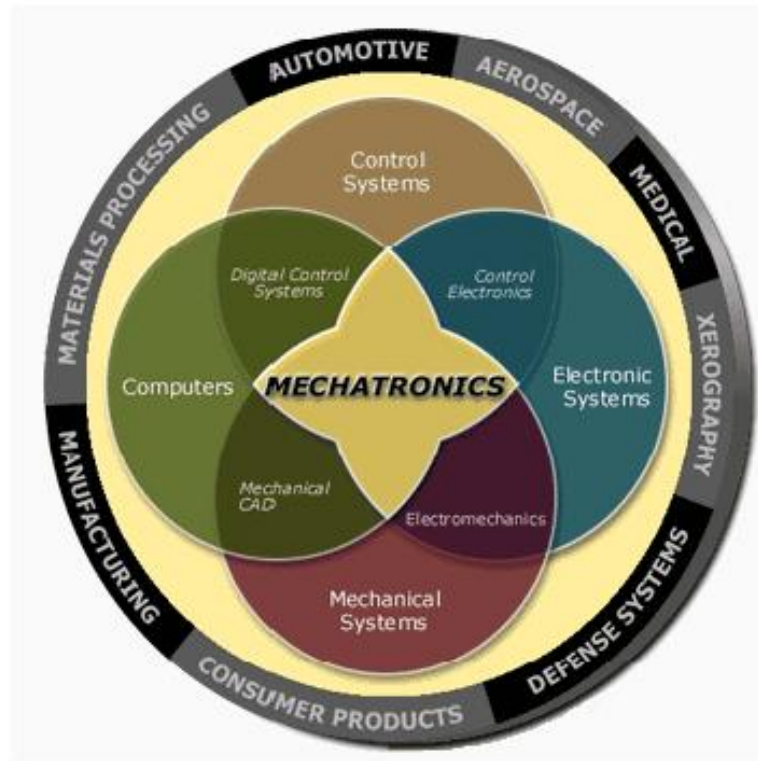 AUTOMOTIVE
AEROSPACE
MEDICAL
XEROGRAPHY
DEFENSE SYSTEMS
CONSUMER PRODUCTS
MANUFACTURING
MATERIALS PROCESSING
Control
Systems
Digital Control
Systems
Control
Electronics
Computers
MECHATRONICS
Electronic
Systems
Mechanical
CAD
Electromechanics
Mechanical
Systems